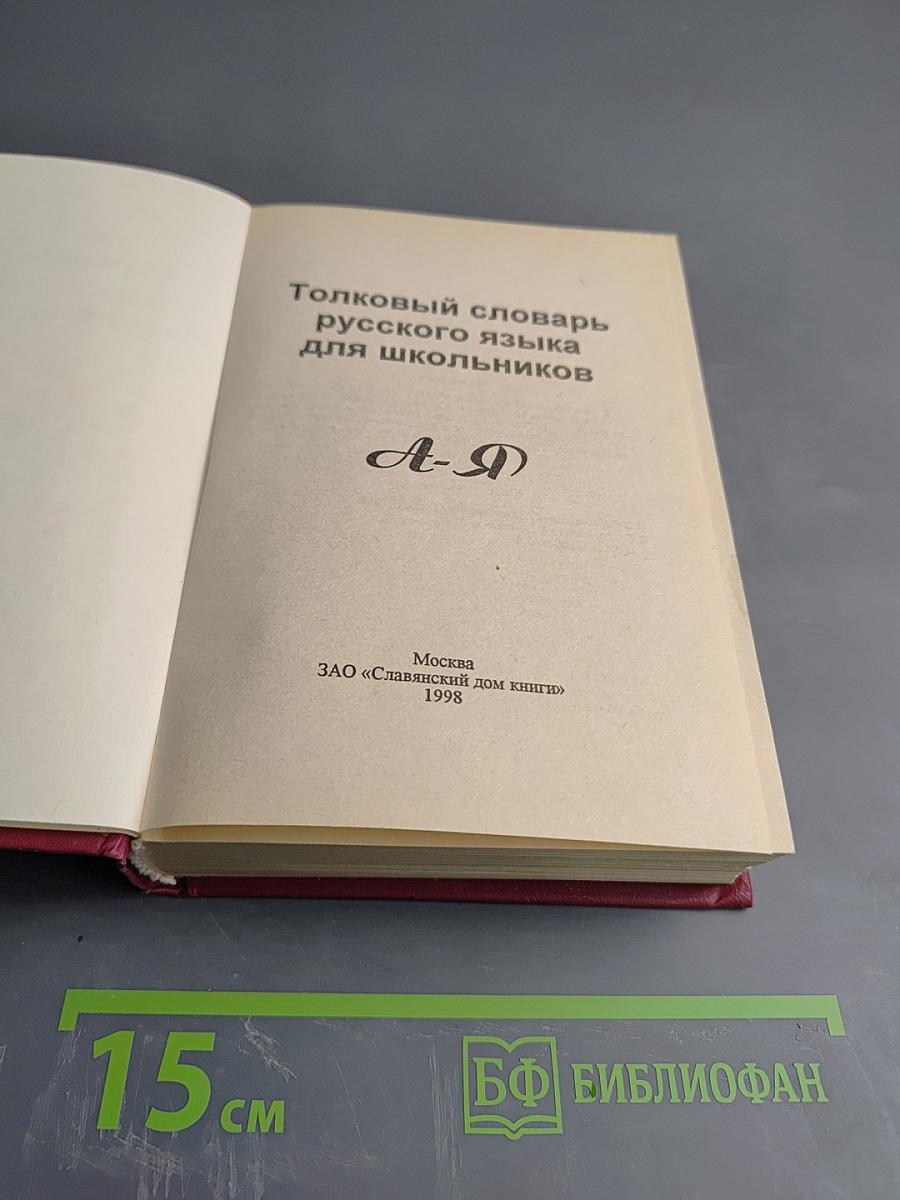 Толковый словарь
русского языка
для школьников
А-Я
Москва
ЗАО «Славянский дом книги»
1998
15 см
БФ БИБЛИОФАН